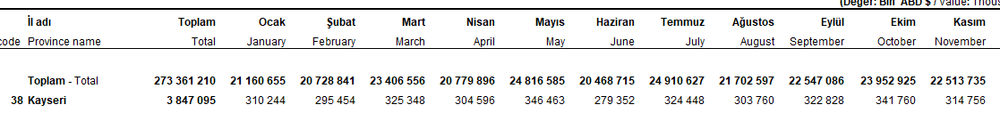 (Değer: Bin ABD $ / Value: Thous
İl adı Toplam Ocak Şubat Mart Nisan Mayıs Haziran Temmuz Ağustos Eylül Ekim Kasım
code Province name Total January February March April May June July August September October November
Toplam - Total 273 361 210 21 160 655 20 728 841 23 406 556 20 779 896 24 816 585 20 468 715 24 910 627 21 702 597 22 547 086 23 952 925 22 513 735
38 Kayseri 3 847 095 310 244 295 454 325 348 304 596 346 463 279 352 324 448 303 760 322 828 341 760 314 756